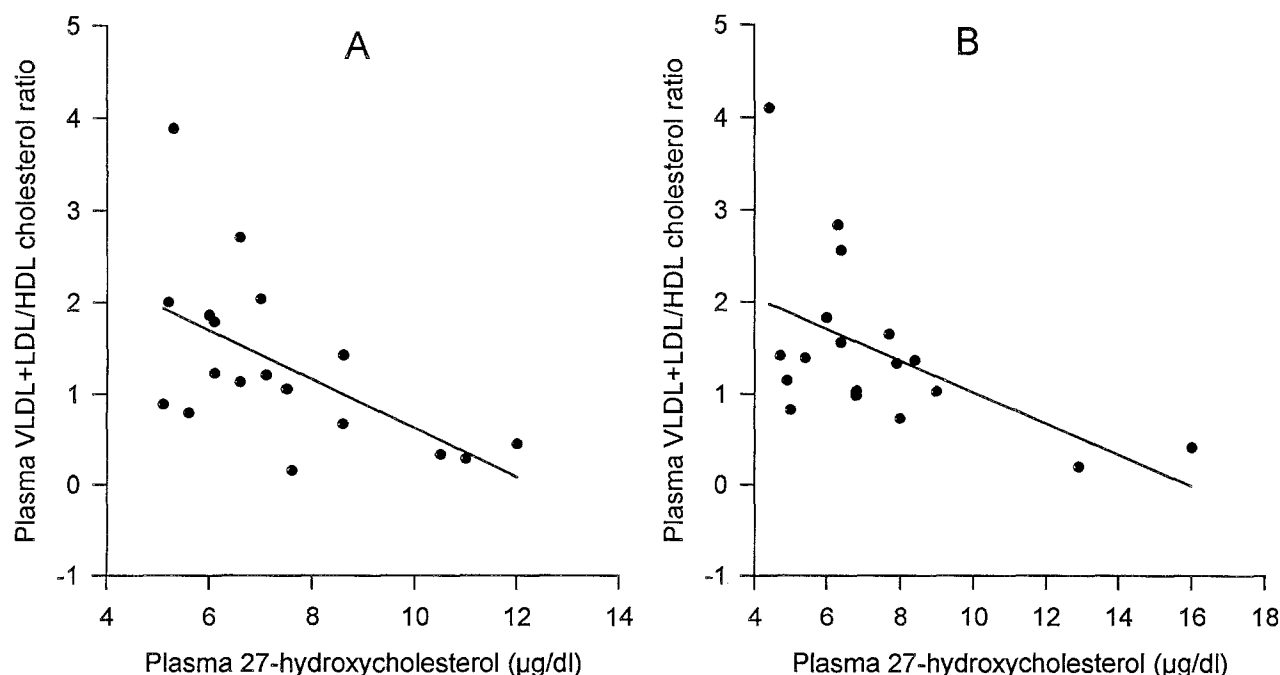 A
Plasma VLDL+LDL/HDL cholesterol ratio
5
4
3
2
1
0
-1
4 6 8 10 12 14
Plasma 27-hydroxycholesterol (µg/dl)
B
Plasma VLDL+LDL/HDL cholesterol ratio
5
4
3
2
1
0
-1
4 6 8 10 12 14 16 18
Plasma 27-hydroxycholesterol (µg/dl)